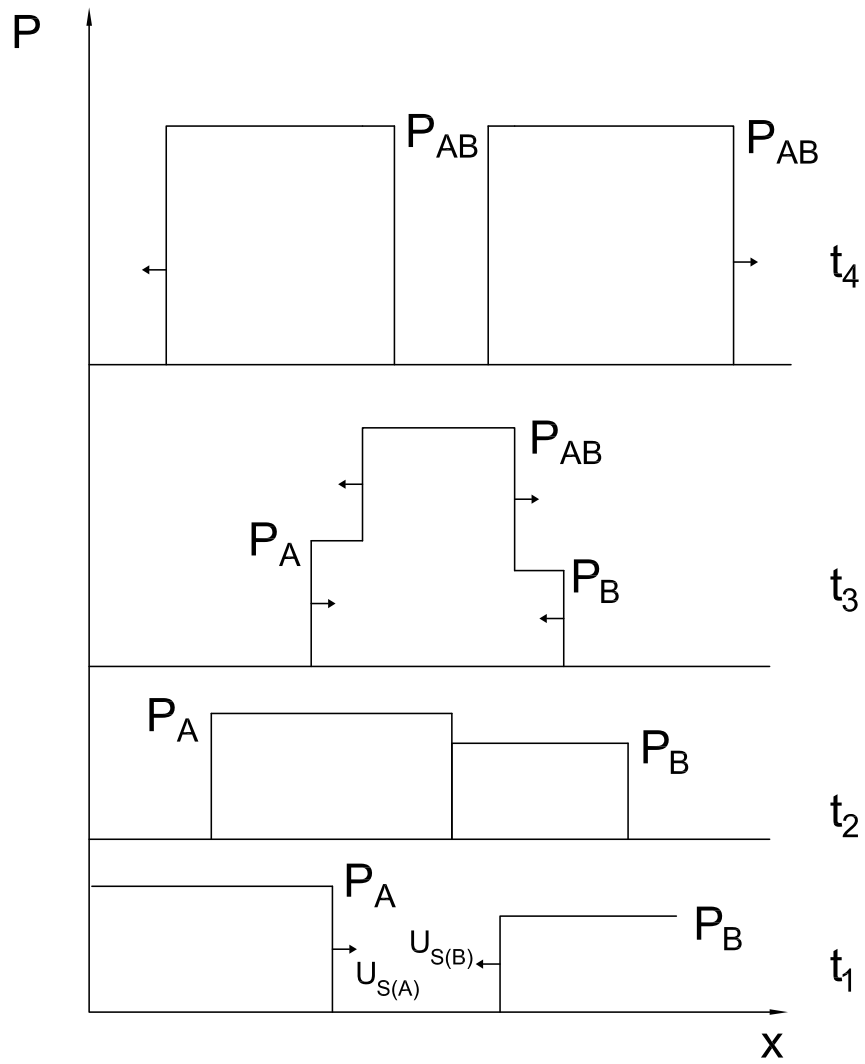 P
P_AB
P_AB
t_4
P_AB
P_A
P_B
t_3
P_A
P_B
t_2
P_A
P_B
U_S(B)
U_S(A)
t_1
x